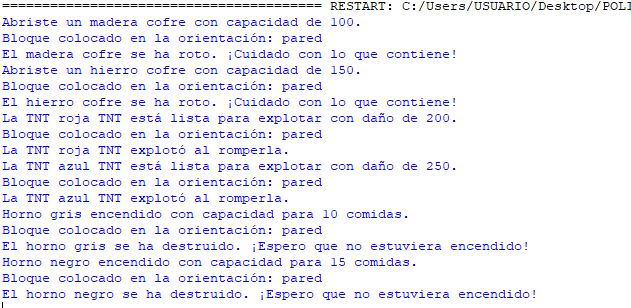 ========================================= RESTART: C:/Users/USUARIO/Desktop/POLI
Abriste un madera cofre con capacidad de 100.
Bloque colocado en la orientación: pared
El madera cofre se ha roto. ¡Cuidado con lo que contiene!
Abriste un hierro cofre con capacidad de 150.
Bloque colocado en la orientación: pared
El hierro cofre se ha roto. ¡Cuidado con lo que contiene!
La TNT roja TNT está lista para explotar con daño de 200.
Bloque colocado en la orientación: pared
La TNT roja TNT explotó al romperla.
La TNT azul TNT está lista para explotar con daño de 250.
Bloque colocado en la orientación: pared
La TNT azul TNT explotó al romperla.
Horno gris encendido con capacidad para 10 comidas.
Bloque colocado en la orientación: pared
El horno gris se ha destruido. ¡Espero que no estuviera encendido!
Horno negro encendido con capacidad para 15 comidas.
Bloque colocado en la orientación: pared
El horno negro se ha destruido. ¡Espero que no estuviera encendido!